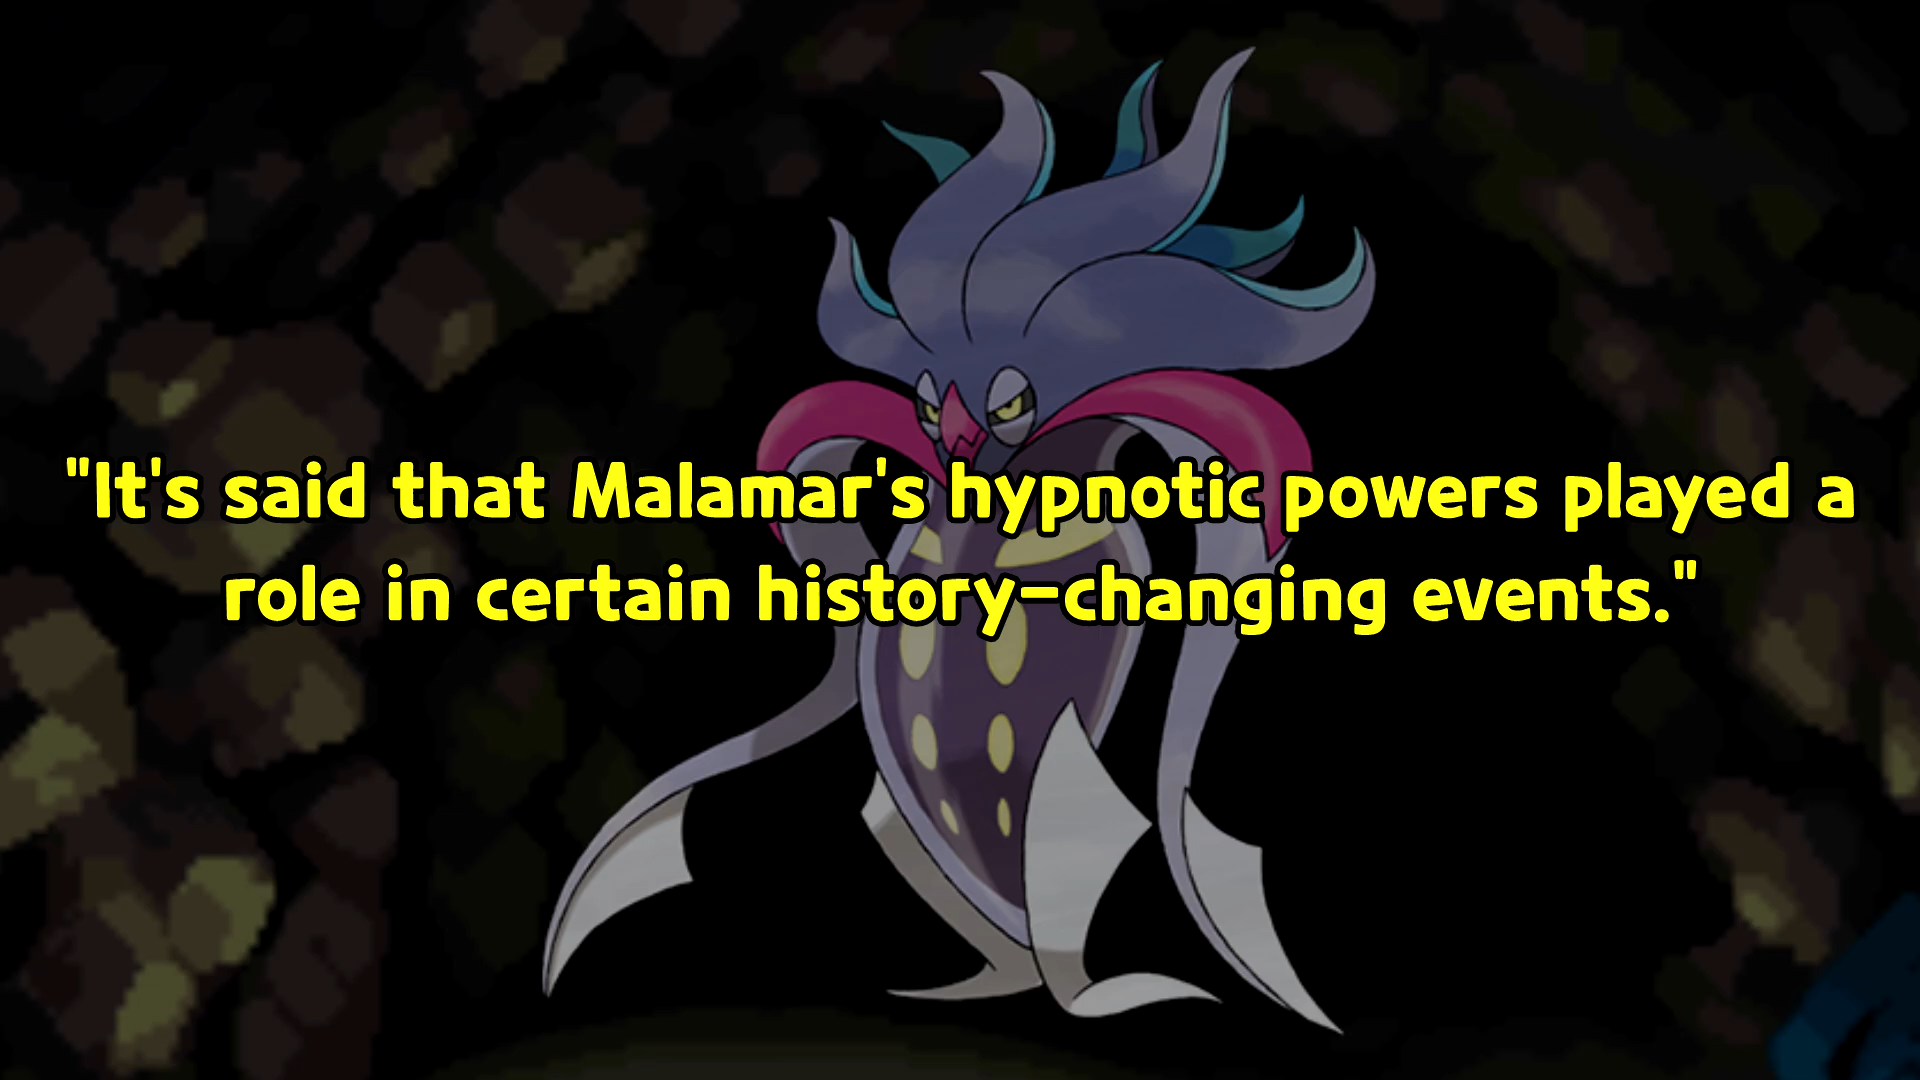 "It's said that Malamar's hypnotic powers played a
role in certain history-changing events."